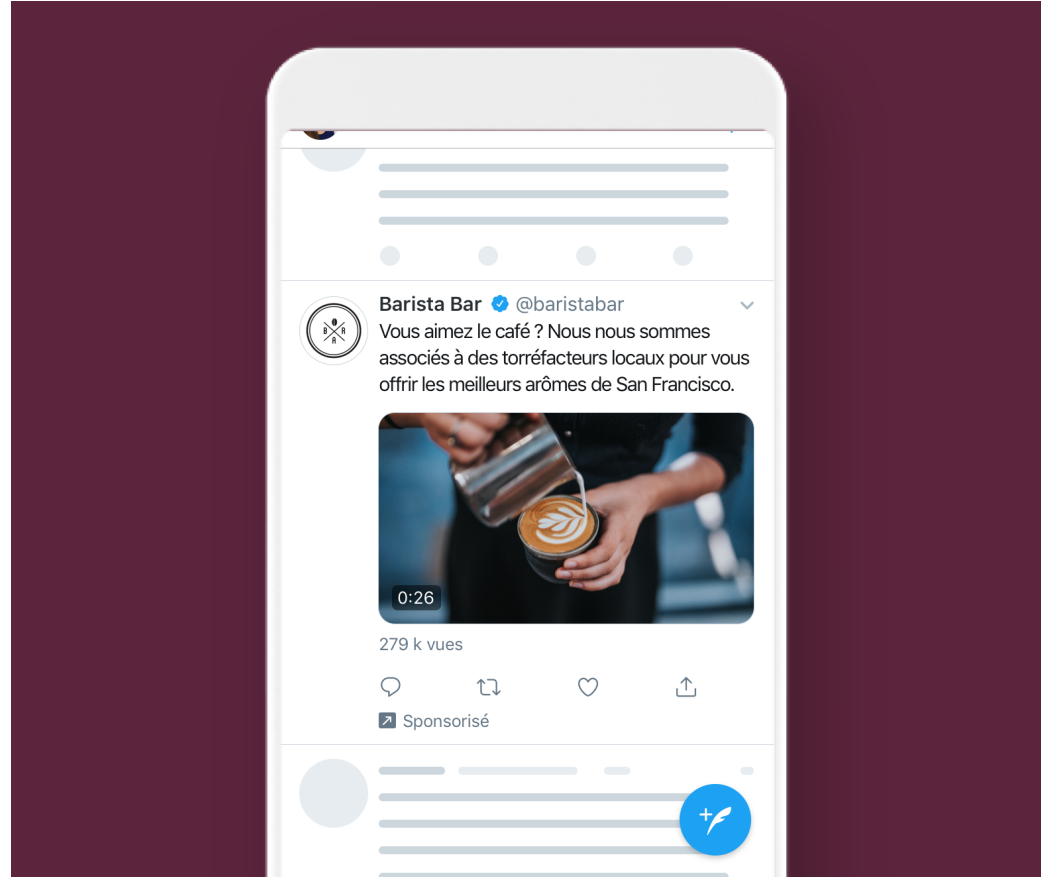 Barista Bar @baristabar
B A R A
Vous aimez le café ? Nous nous sommes
associés à des torréfacteurs locaux pour vous
offrir les meilleurs arômes de San Francisco.
0:26
279 k vues
Sponsorisé